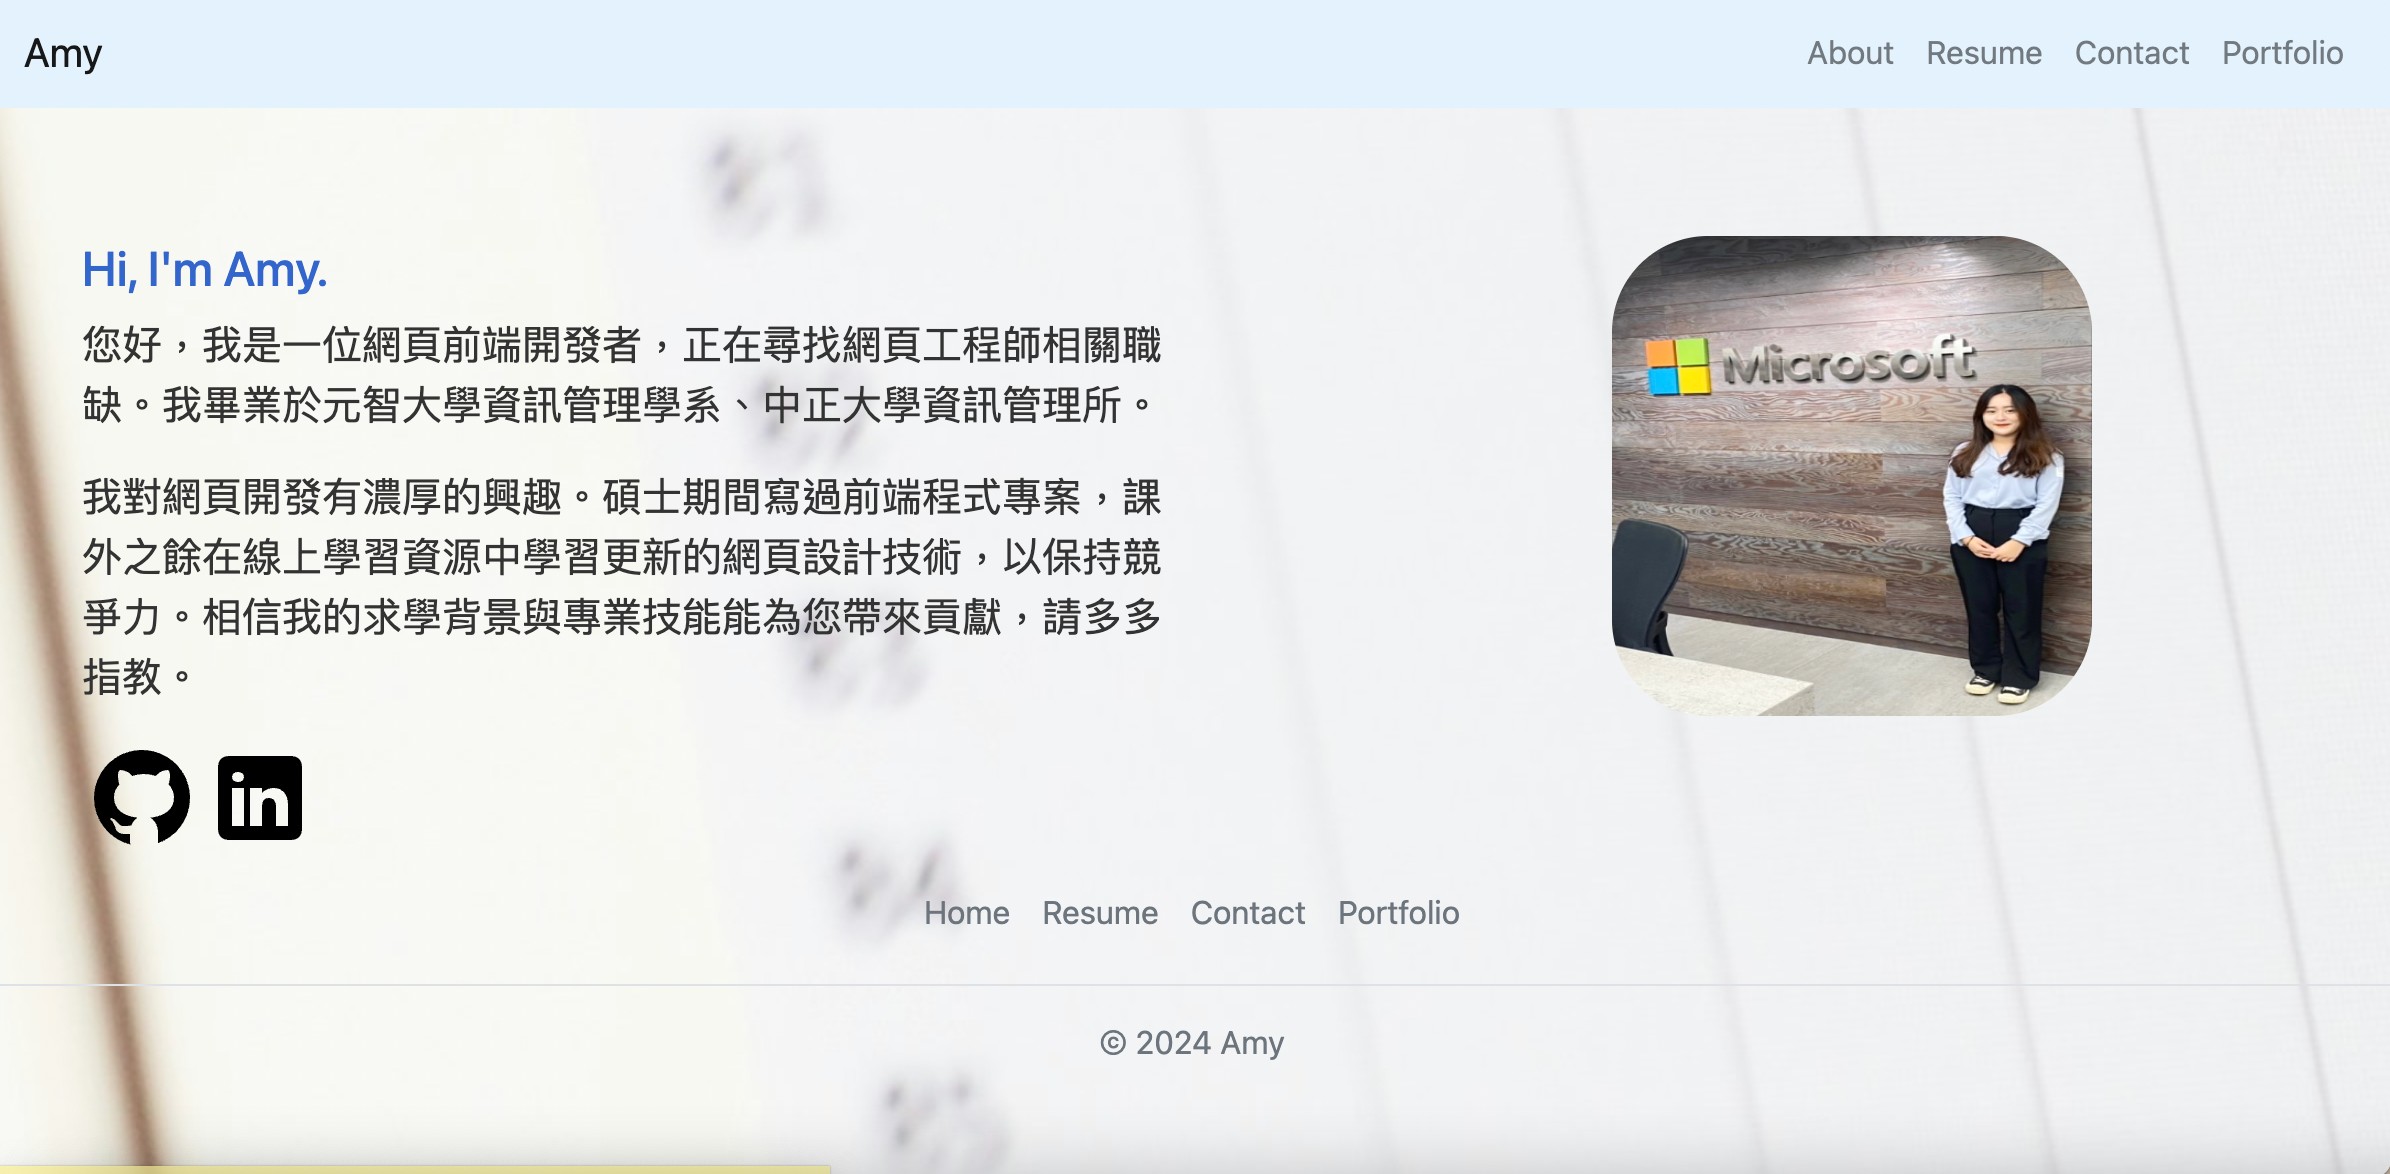 Amy
About Resume Contact Portfolio
Hi, I'm Amy.
您好，我是一位網頁前端開發者，正在尋找網頁工程師相關職
缺。我畢業於元智大學資訊管理學系、中正大學資訊管理所。
我對網頁開發有濃厚的興趣。碩士期間寫過前端程式專案，課
外之餘在線上學習資源中學習更新的網頁設計技術，以保持競
爭力。相信我的求學背景與專業技能能為您帶來貢獻，請多多
指教。
Microsoft
in
Home Resume Contact Portfolio
© 2024 Amy